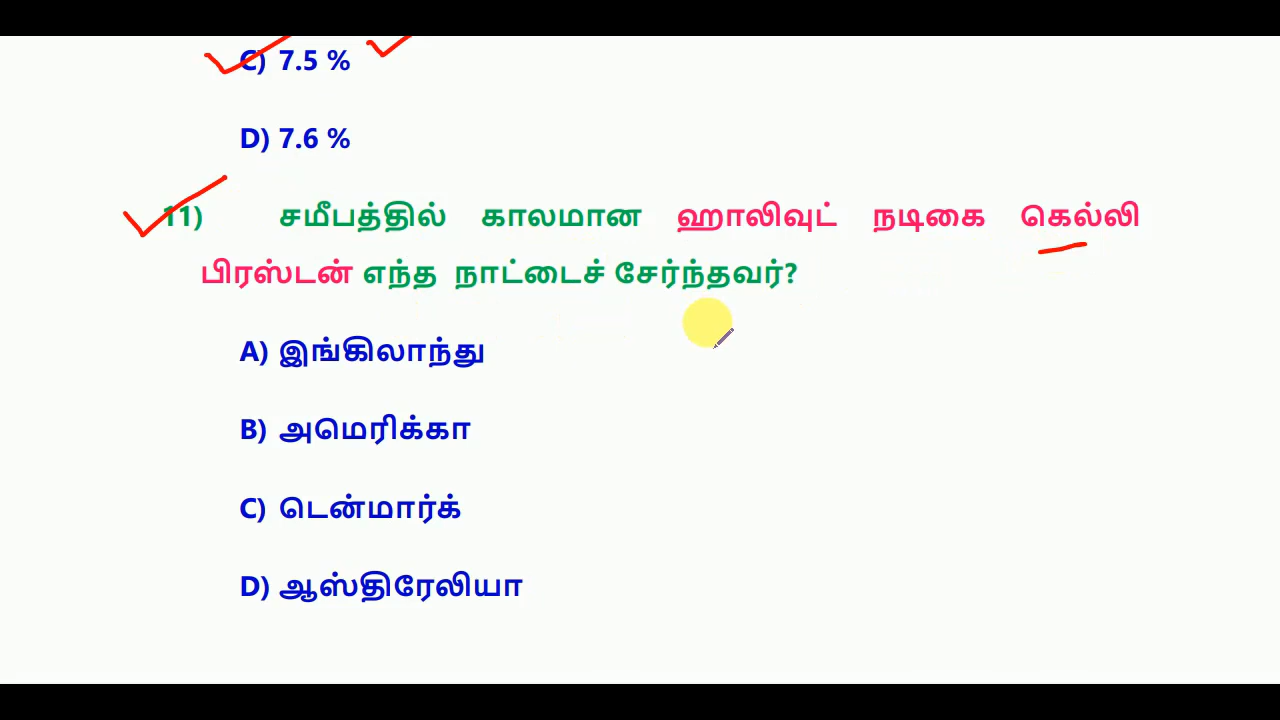 C) 7.5 %
D) 7.6 %
11) சமீபத்தில் காலமான ஹாலிவுட் நடிகை கெல்லி
பிரஸ்டன் எந்த நாட்டைச் சேர்ந்தவர்?
A) இங்கிலாந்து
B) அமெரிக்கா
C) டென்மார்க்
D) ஆஸ்திரேலியா